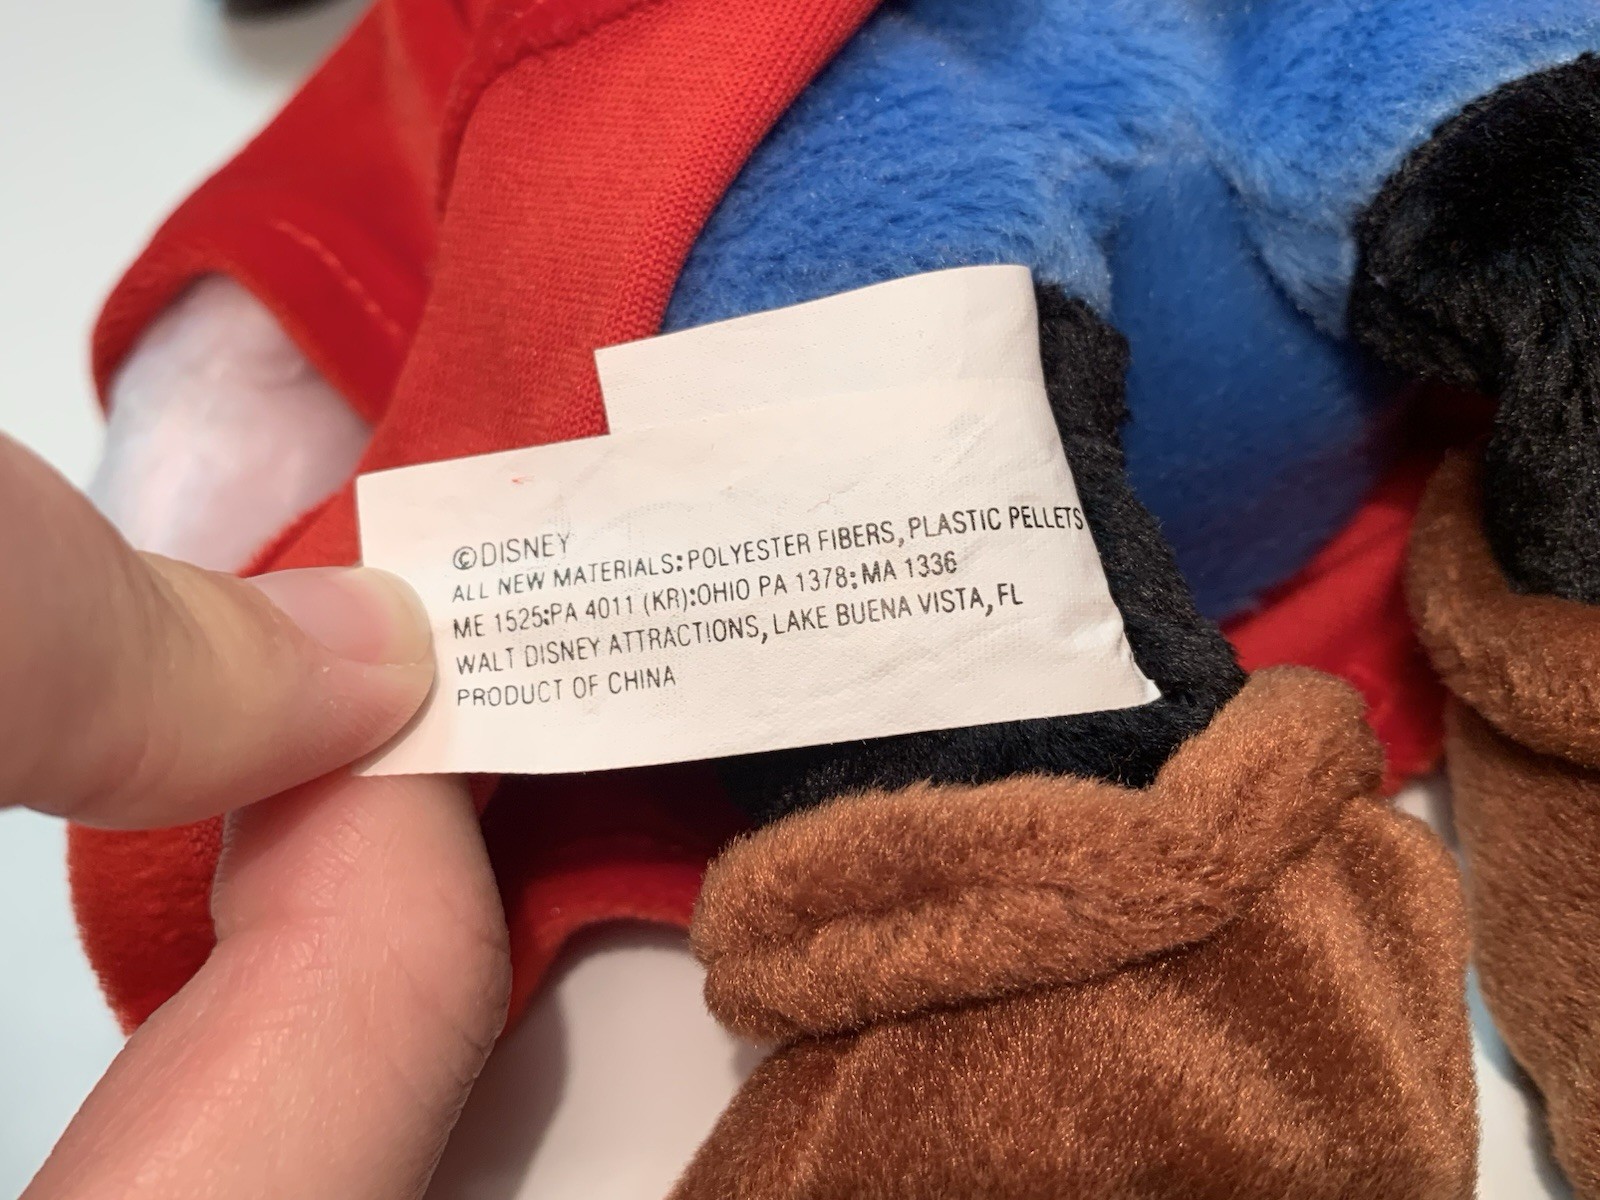 ©DISNEY
ALL NEW MATERIALS:POLYESTER FIBERS, PLASTIC PELLETS
ME 1525:PA 4011 (KR):OHIO PA 1378; MA 1336
WALT DISNEY ATTRACTIONS, LAKE BUENA VISTA, FL
PRODUCT OF CHINA